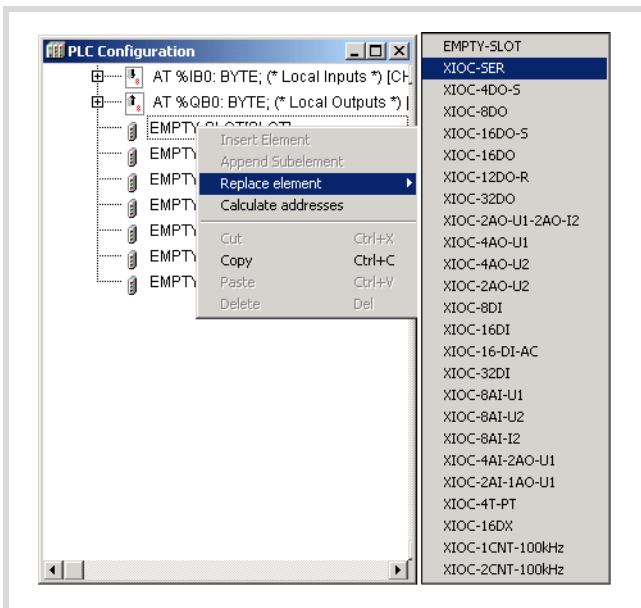 PLC Configuration
AT %IB0: BYTE; (* Local Inputs *) [CH
AT %QB0: BYTE; (* Local Outputs *) [
EMPTY-SLOT[SLOT]
EMPTY
EMPTY
EMPTY
EMPTY
EMPTY
EMPTY
Insert Element
Append Subelement
Replace element
Calculate addresses
Cut Ctrl+X
Copy Ctrl+C
Paste Ctrl+V
Delete Del
EMPTY-SLOT
XIOC-SER
XIOC-4DO-S
XIOC-8DO
XIOC-16DO-S
XIOC-16DO
XIOC-12DO-R
XIOC-32DO
XIOC-2AO-U1-2AO-I2
XIOC-4AO-U1
XIOC-4AO-U2
XIOC-2AO-U2
XIOC-8DI
XIOC-16DI
XIOC-16-DI-AC
XIOC-32DI
XIOC-8AI-U1
XIOC-8AI-U2
XIOC-8AI-I2
XIOC-4AI-2AO-U1
XIOC-2AI-1AO-U1
XIOC-4T-PT
XIOC-16DX
XIOC-1CNT-100kHz
XIOC-2CNT-100kHz